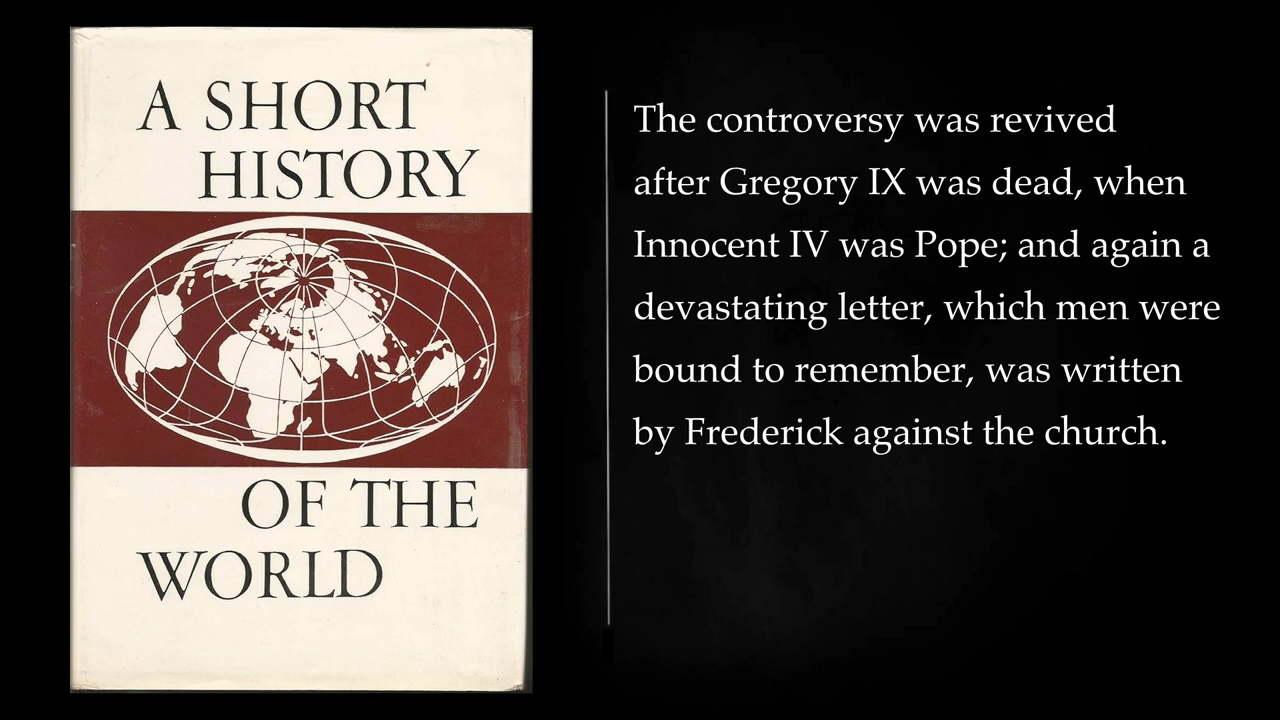 A SHORT
HISTORY
OF THE
WORLD
The controversy was revived
after Gregory IX was dead, when
Innocent IV was Pope; and again a
devastating letter, which men were
bound to remember, was written
by Frederick against the church.